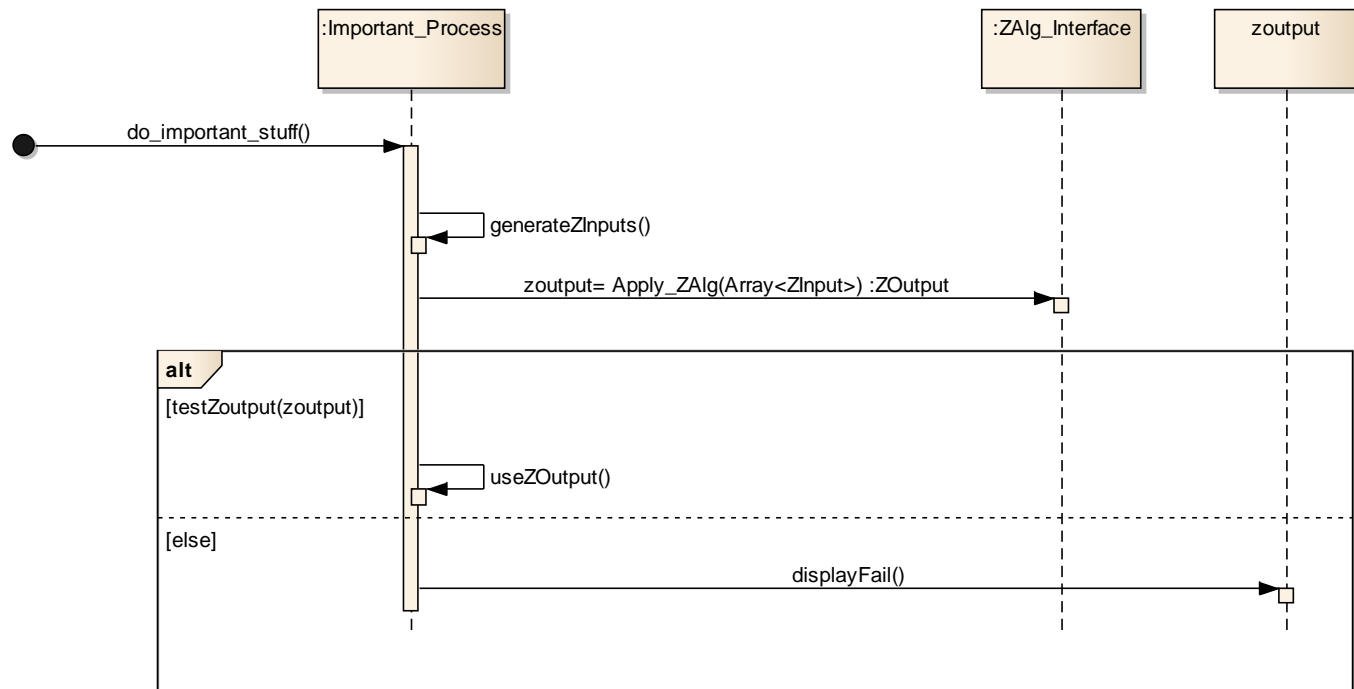 :Important_Process
:ZAlg_Interface
zoutput
do_important_stuff()
generateZInputs()
zoutput= Apply_ZAlg(Array<ZInput>) :ZOutput
alt
[testZoutput(zoutput)]
useZOutput()
[else]
displayFail()